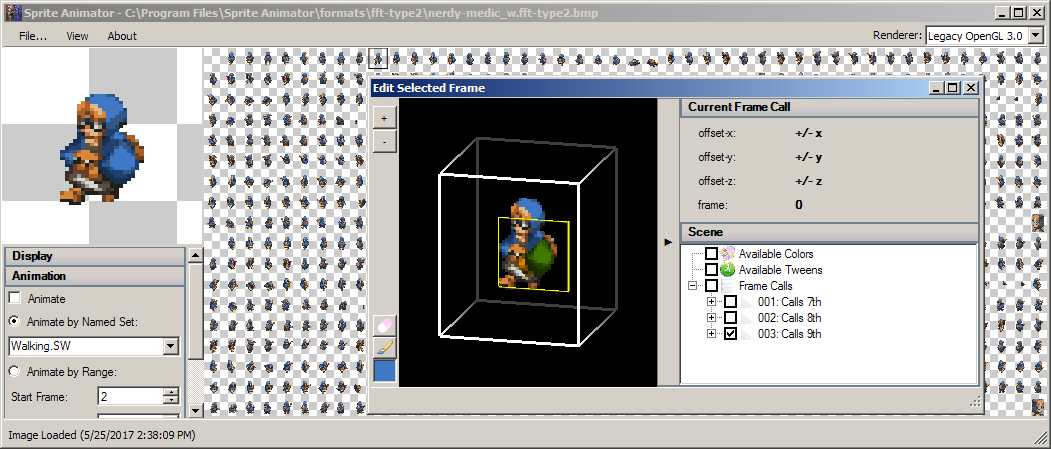 Sprite Animator - C:\Program Files\Sprite Animator\formats\fft-type2\nerdy-medic_w.fft-type2.bmp
File... View About Renderer: Legacy OpenGL 3.0
Edit Selected Frame
+
-
Current Frame Call
offset-x: +/- x
offset-y: +/- y
offset-z: +/- z
frame: 0
Scene
Available Colors
Available Tweens
Frame Calls
001: Calls 7th
002: Calls 8th
003: Calls 9th
Display
Animation
Animate
Animate by Named Set:
Walking.SW
Animate by Range:
Start Frame: 2
Image Loaded (5/25/2017 2:38:09 PM)